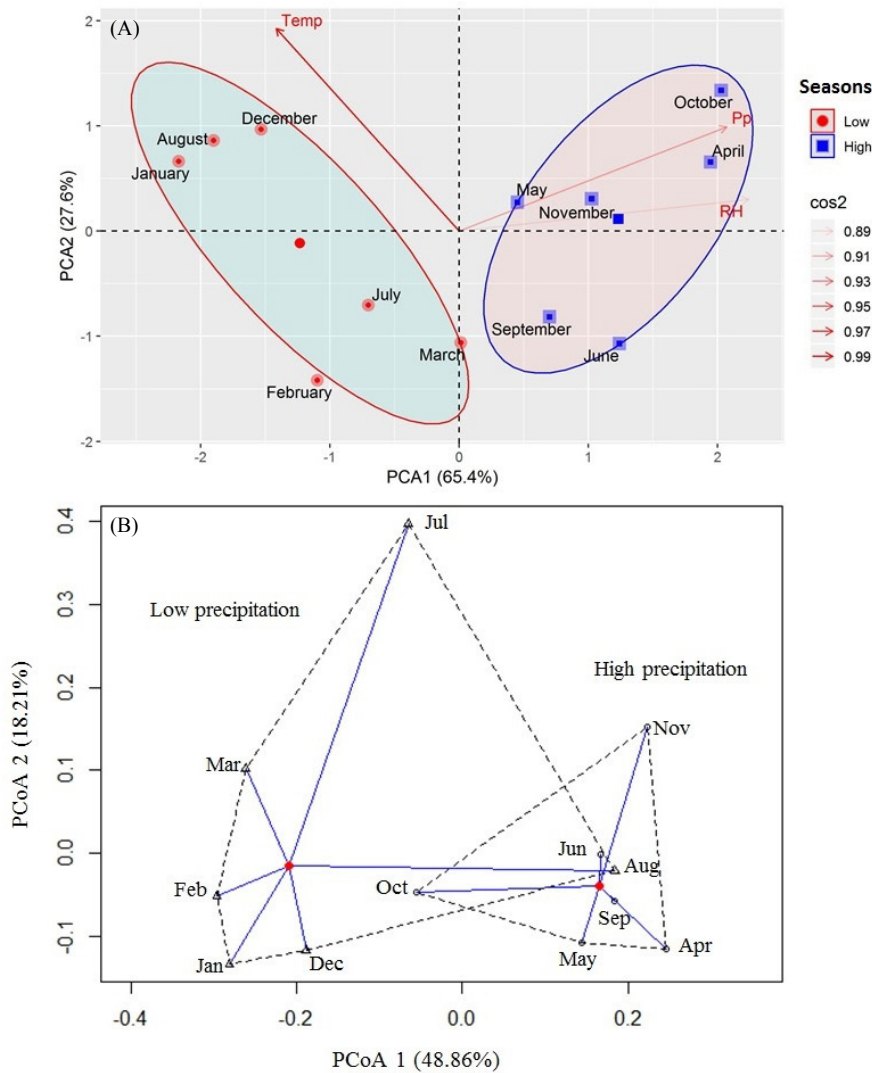 (A)
Temp
2
1
0
-1
-2
PCA2 (27.6%)
December
August
January
July
March
February
October
Pp
April
May
November
RH
September
June
-2
-1
0
1
2
PCA1 (65.4%)
Seasons
Low
High
cos2
0.89
0.91
0.93
0.95
0.97
0.99
(B)
0.4
0.3
0.2
0.1
0.0
-0.1
PCoA 2 (18.21%)
Jul
Low precipitation
High precipitation
Nov
Mar
Jun
Aug
Feb
Oct
Sep
Jan
Dec
May
Apr
-0.4
-0.2
0.0
0.2
PCoA 1 (48.86%)